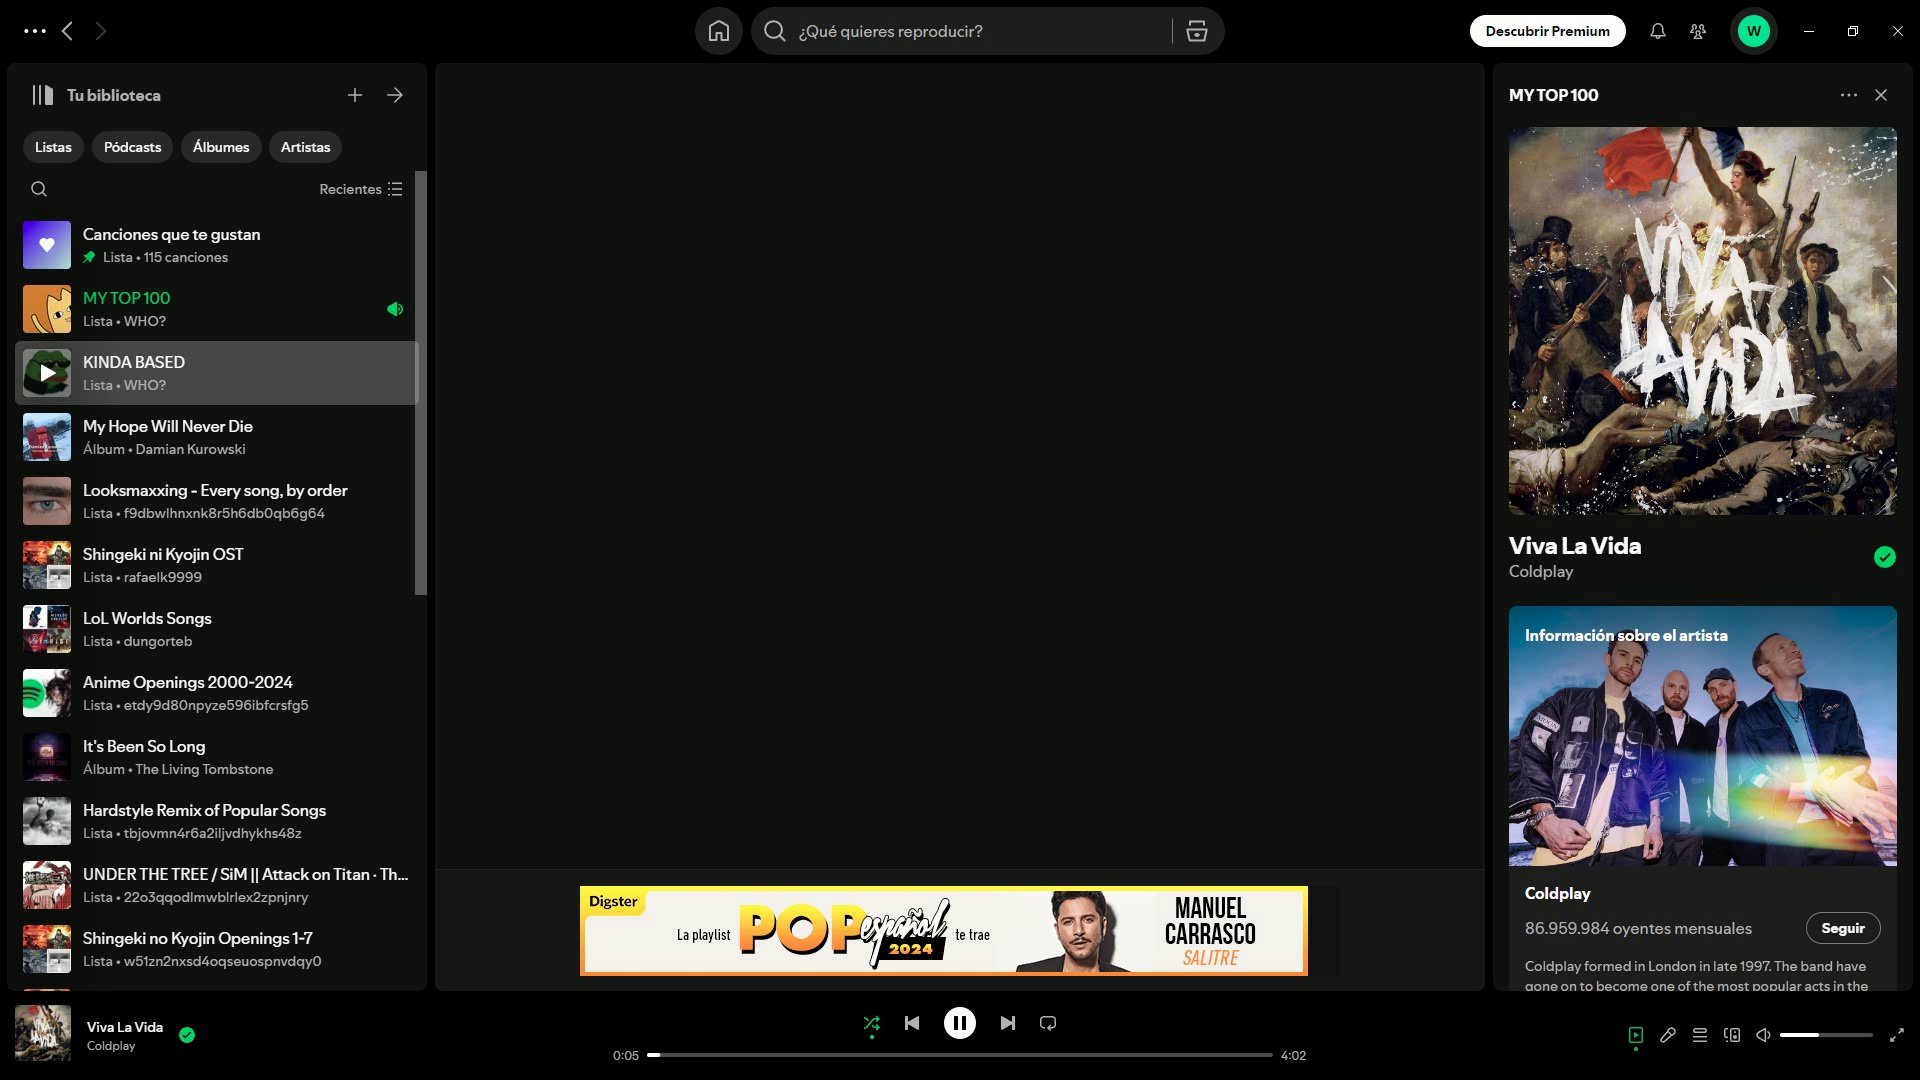 ¿Qué quieres reproducir?
Descubrir Premium
W
Tu biblioteca
Listas
Pódcasts
Álbumes
Artistas
Recientes
Canciones que te gustan
Lista • 115 canciones
MY TOP 100
Lista • WHO?
KINDA BASED
Lista • WHO?
My Hope Will Never Die
Álbum • Damian Kurowski
Looksmaxxing - Every song, by order
Lista • f9dbwlhnxnk8r5h6db0qb6g64
Shingeki ni Kyojin OST
Lista • rafaelk9999
LoL Worlds Songs
Lista • dungorteb
Anime Openings 2000-2024
Lista • etdy9d80npyze596ibfcrsfg5
It's Been So Long
Álbum • The Living Tombstone
Hardstyle Remix of Popular Songs
Lista • tbjovmn4r6a2iljvdhykhs48z
UNDER THE TREE / SiM || Attack on Titan · Th...
Lista • 22o3qqodlmwblrlex2zpnjnry
Shingeki no Kyojin Openings 1-7
Lista • w51zn2nxsd4oqseuospnvdqy0
Digster
La playlist POP español 2024 te trae
MANUEL
CARRASCO
SALITRE
MY TOP 100
VIVA
LA VIDA
Viva La Vida
Coldplay
Información sobre el artista
Coldplay
86.959.984 oyentes mensuales
Seguir
Coldplay formed in London in late 1997. The band have
gone on to become one of the most popular acts in the
Viva La Vida
Coldplay
0:05
4:02